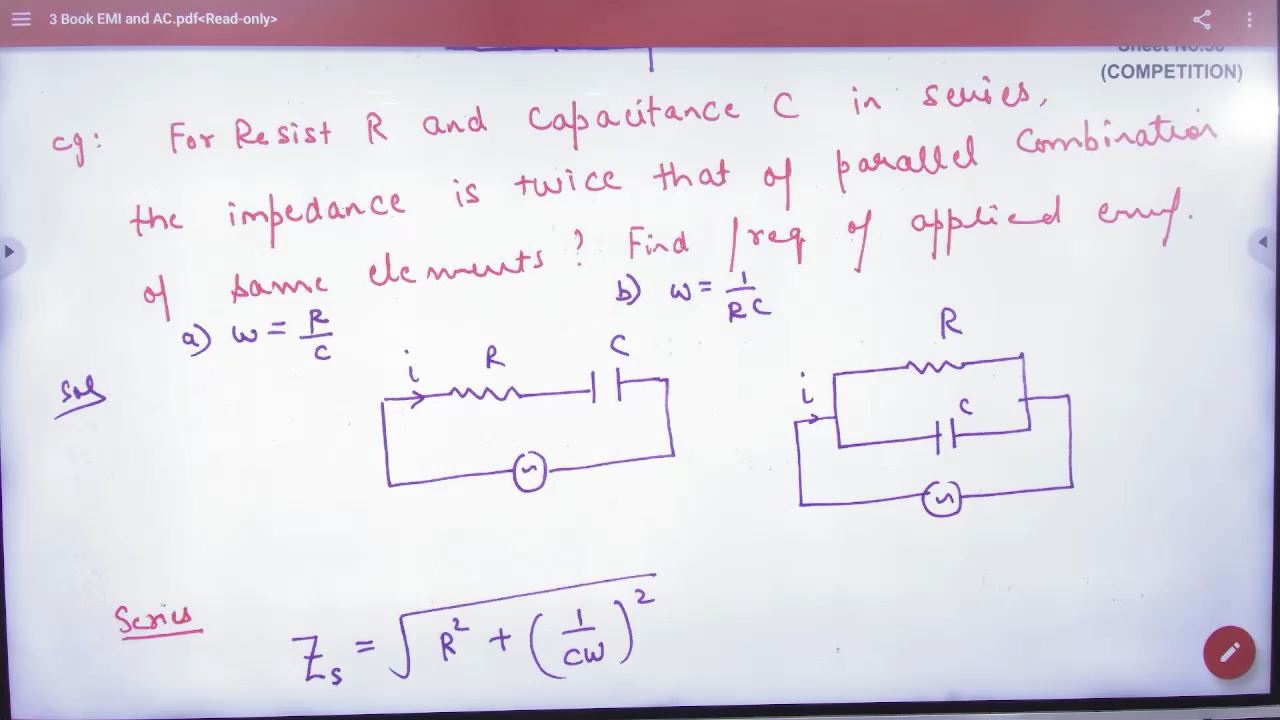 3 Book EMI and AC.pdf<Read-only>
(COMPETITION)
eg: For Resist R and Capacitance C in series,
the impedance is twice that of parallel Combination
of same elements? Find freq of applied emf.
a) ω = R/C b) ω = 1/RC
Sol
i R C
i R C
Series
Z_s = √(R² + (1/Cω)²)